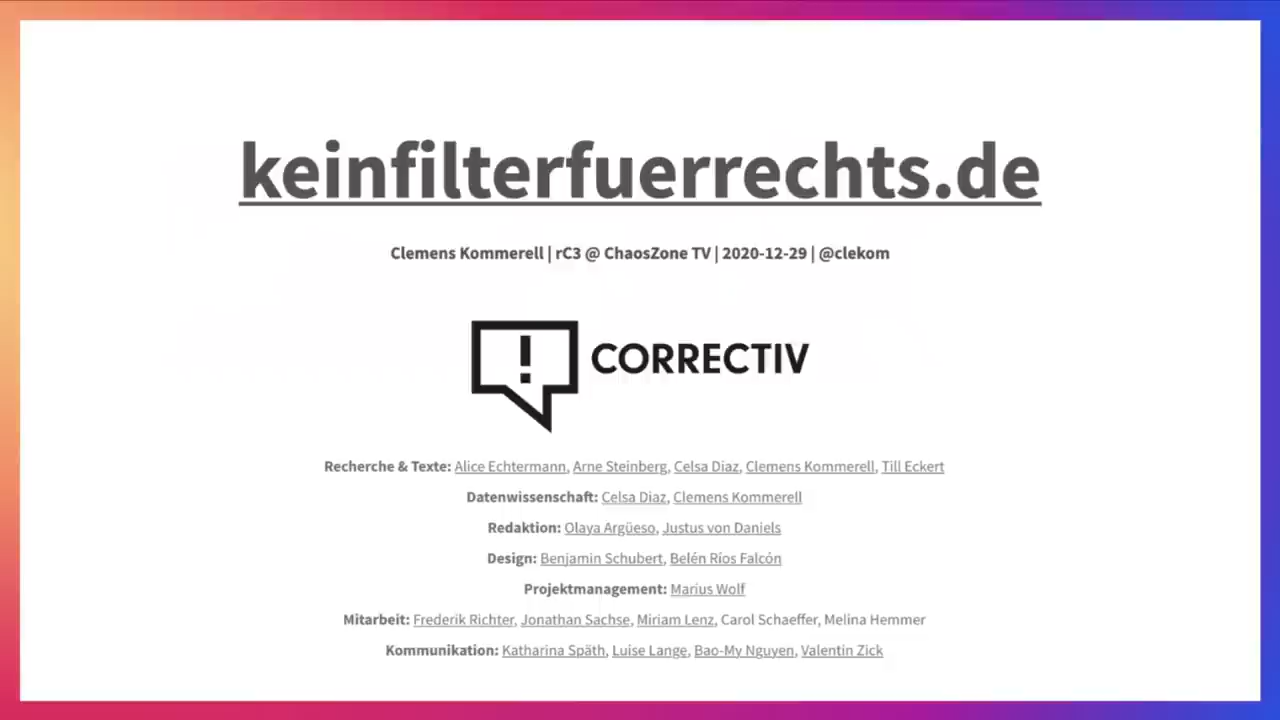 keinfilterfuerrechts.de
Clemens Kommerell | rC3 @ ChaosZone TV | 2020-12-29 | @clekom
! CORRECTIV
Recherche & Texte: Alice Echtermann, Arne Steinberg, Celsa Diaz, Clemens Kommerell, Till Eckert
Datenwissenschaft: Celsa Diaz, Clemens Kommerell
Redaktion: Olaya Argüeso, Justus von Daniels
Design: Benjamin Schubert, Belén Ríos Falcón
Projektmanagement: Marius Wolf
Mitarbeit: Frederik Richter, Jonathan Sachse, Miriam Lenz, Carol Schaeffer, Melina Hemmer
Kommunikation: Katharina Späth, Luise Lange, Bao-My Nguyen, Valentin Zick